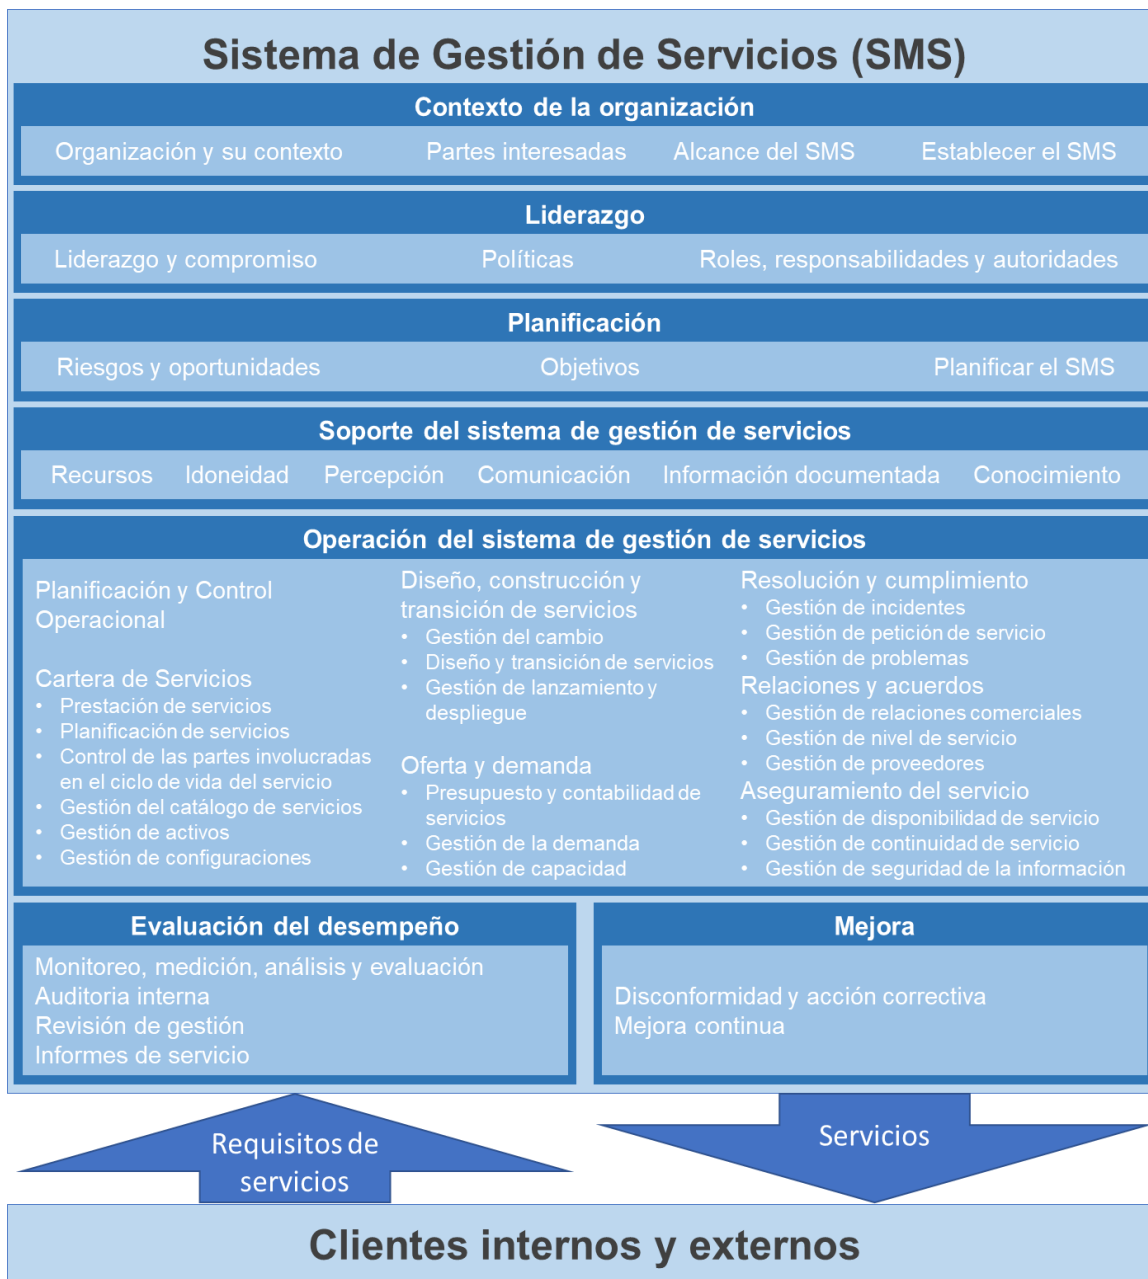 Sistema de Gestión de Servicios (SMS)
Contexto de la organización
Organización y su contexto Partes interesadas Alcance del SMS Establecer el SMS
Liderazgo
Liderazgo y compromiso Políticas Roles, responsabilidades y autoridades
Planificación
Riesgos y oportunidades Objetivos Planificar el SMS
Soporte del sistema de gestión de servicios
Recursos Idoneidad Percepción Comunicación Información documentada Conocimiento
Operación del sistema de gestión de servicios
Planificación y Control
Operacional
Cartera de Servicios
• Prestación de servicios
• Planificación de servicios
• Control de las partes involucradas
en el ciclo de vida del servicio
• Gestión del catálogo de servicios
• Gestión de activos
• Gestión de configuraciones
Diseño, construcción y
transición de servicios
• Gestión del cambio
• Diseño y transición de servicios
• Gestión de lanzamiento y
despliegue
Oferta y demanda
• Presupuesto y contabilidad de
servicios
• Gestión de la demanda
• Gestión de capacidad
Resolución y cumplimiento
• Gestión de incidentes
• Gestión de petición de servicio
• Gestión de problemas
Relaciones y acuerdos
• Gestión de relaciones comerciales
• Gestión de nivel de servicio
• Gestión de proveedores
Aseguramiento del servicio
• Gestión de disponibilidad de servicio
• Gestión de continuidad de servicio
• Gestión de seguridad de la información
Evaluación del desempeño
Monitoreo, medición, análisis y evaluación
Auditoria interna
Revisión de gestión
Informes de servicio
Mejora
Disconformidad y acción correctiva
Mejora continua
Requisitos de
servicios
Servicios
Clientes internos y externos